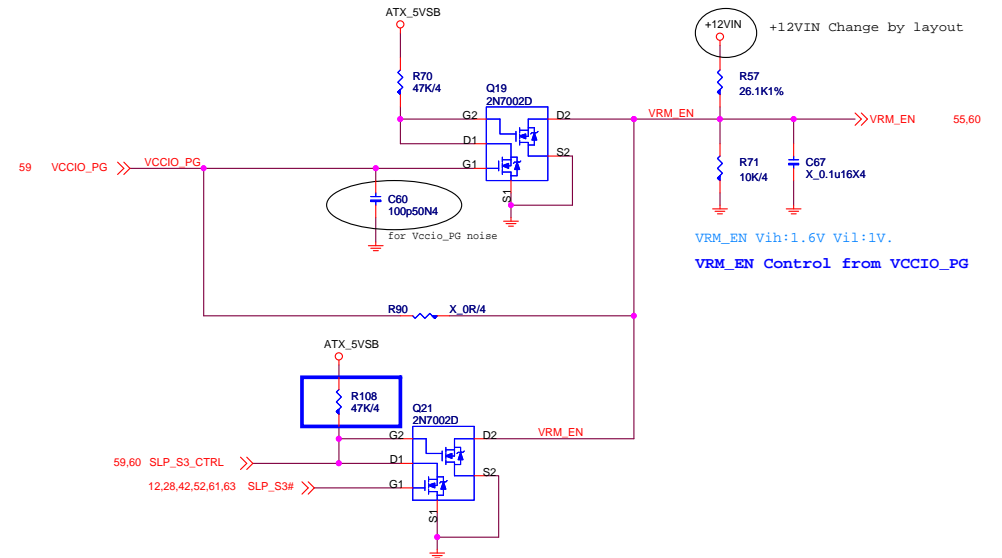 ATX_5VSB
+12VIN
+12VIN Change by layout
R70
47K/4
Q19
2N7002D
R57
26.1K1%
G2
D2
VRM_EN
VRM_EN
55,60
D1
S2
59
VCCIO_PG
VCCIO_PG
G1
R71
10K/4
C67
X_0.1u16X4
S1
C60
100p50N4
for Vccio_PG noise
VRM_EN Vih:1.6V Vil:1V.
VRM_EN Control from VCCIO_PG
R90
X_0R/4
ATX_5VSB
R108
47K/4
Q21
2N7002D
G2
D2
VRM_EN
59,60
SLP_S3_CTRL
D1
S2
12,28,42,52,61,63
SLP_S3#
G1
S1